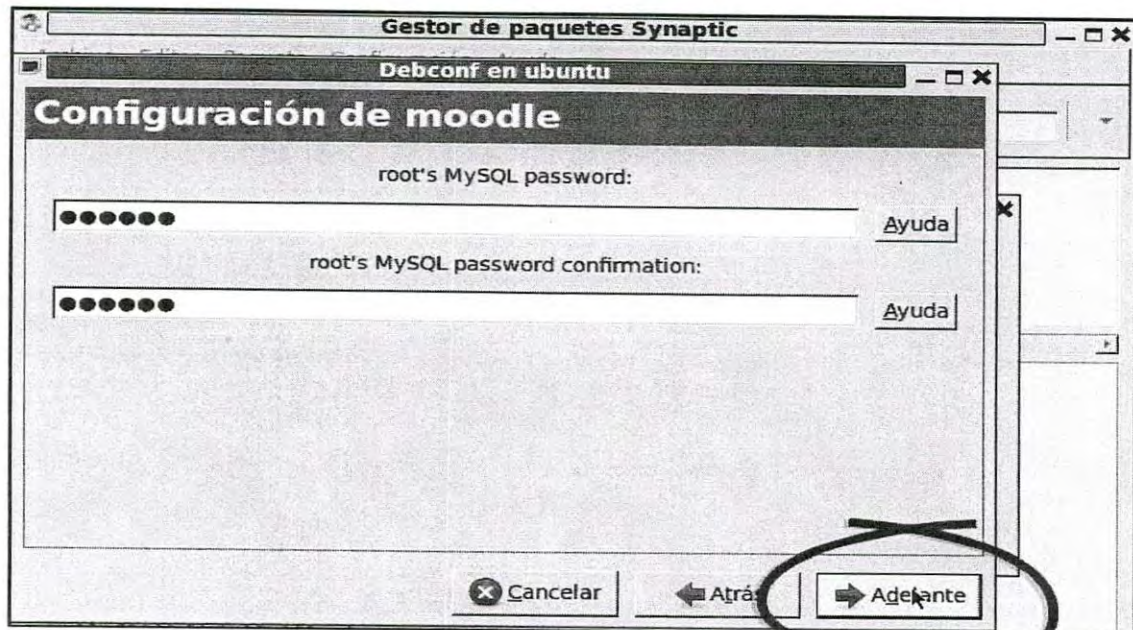 Gestor de paquetes Synaptic
Debconf en ubuntu
Configuración de moodle
root's MySQL password:
●●●●●●
Ayuda
root's MySQL password confirmation:
●●●●●●
Ayuda
Cancelar
Atrás
Adelante